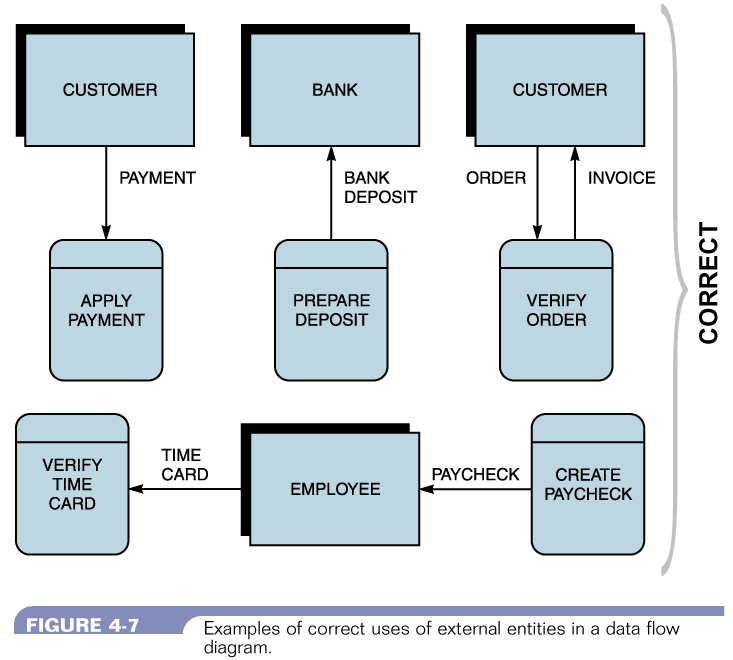 CUSTOMER
BANK
CUSTOMER
PAYMENT
BANK
DEPOSIT
ORDER
INVOICE
APPLY
PAYMENT
PREPARE
DEPOSIT
VERIFY
ORDER
CORRECT
VERIFY
TIME
CARD
TIME
CARD
EMPLOYEE
PAYCHECK
CREATE
PAYCHECK
FIGURE 4-7
Examples of correct uses of external entities in a data flow
diagram.